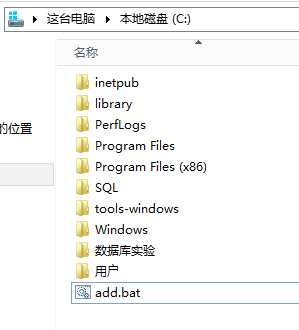 这台电脑 ▸ 本地磁盘 (C:)
名称
inetpub
library
PerfLogs
Program Files
Program Files (x86)
的位置
SQL
tools-windows
Windows
数据库实验
用户
add.bat